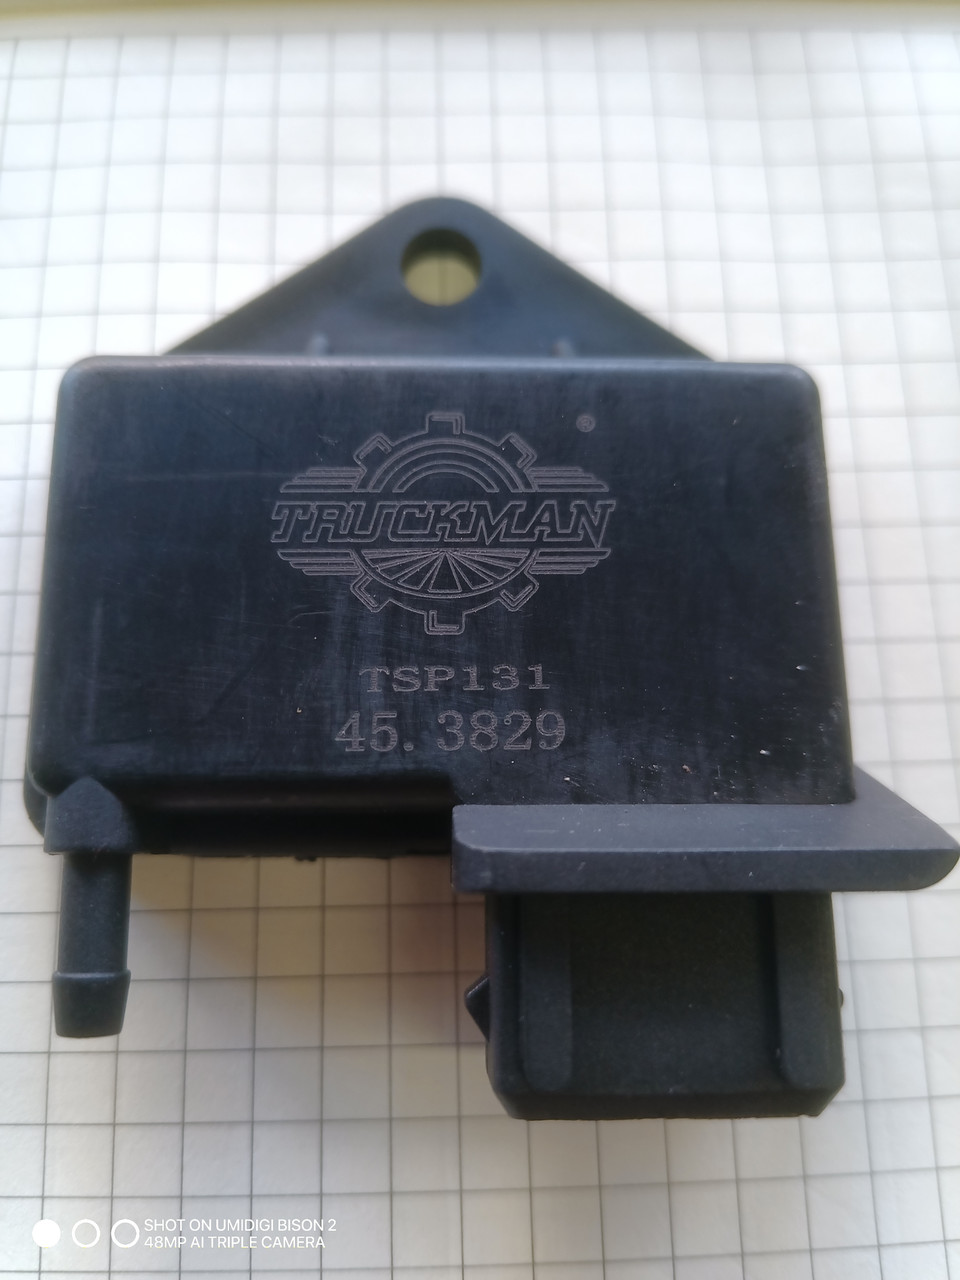 ®
TRUCKMAN
TSP131
45.3829
SHOT ON UMIDIGI BISON 2
48MP AI TRIPLE CAMERA